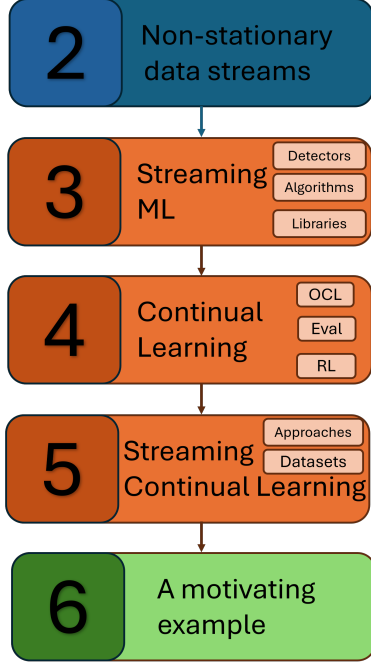 2
Non-stationary
data streams
3
Streaming
ML
Detectors
Algorithms
Libraries
4
Continual
Learning
OCL
Eval
RL
5
Streaming
Continual Learning
Approaches
Datasets
6
A motivating
example